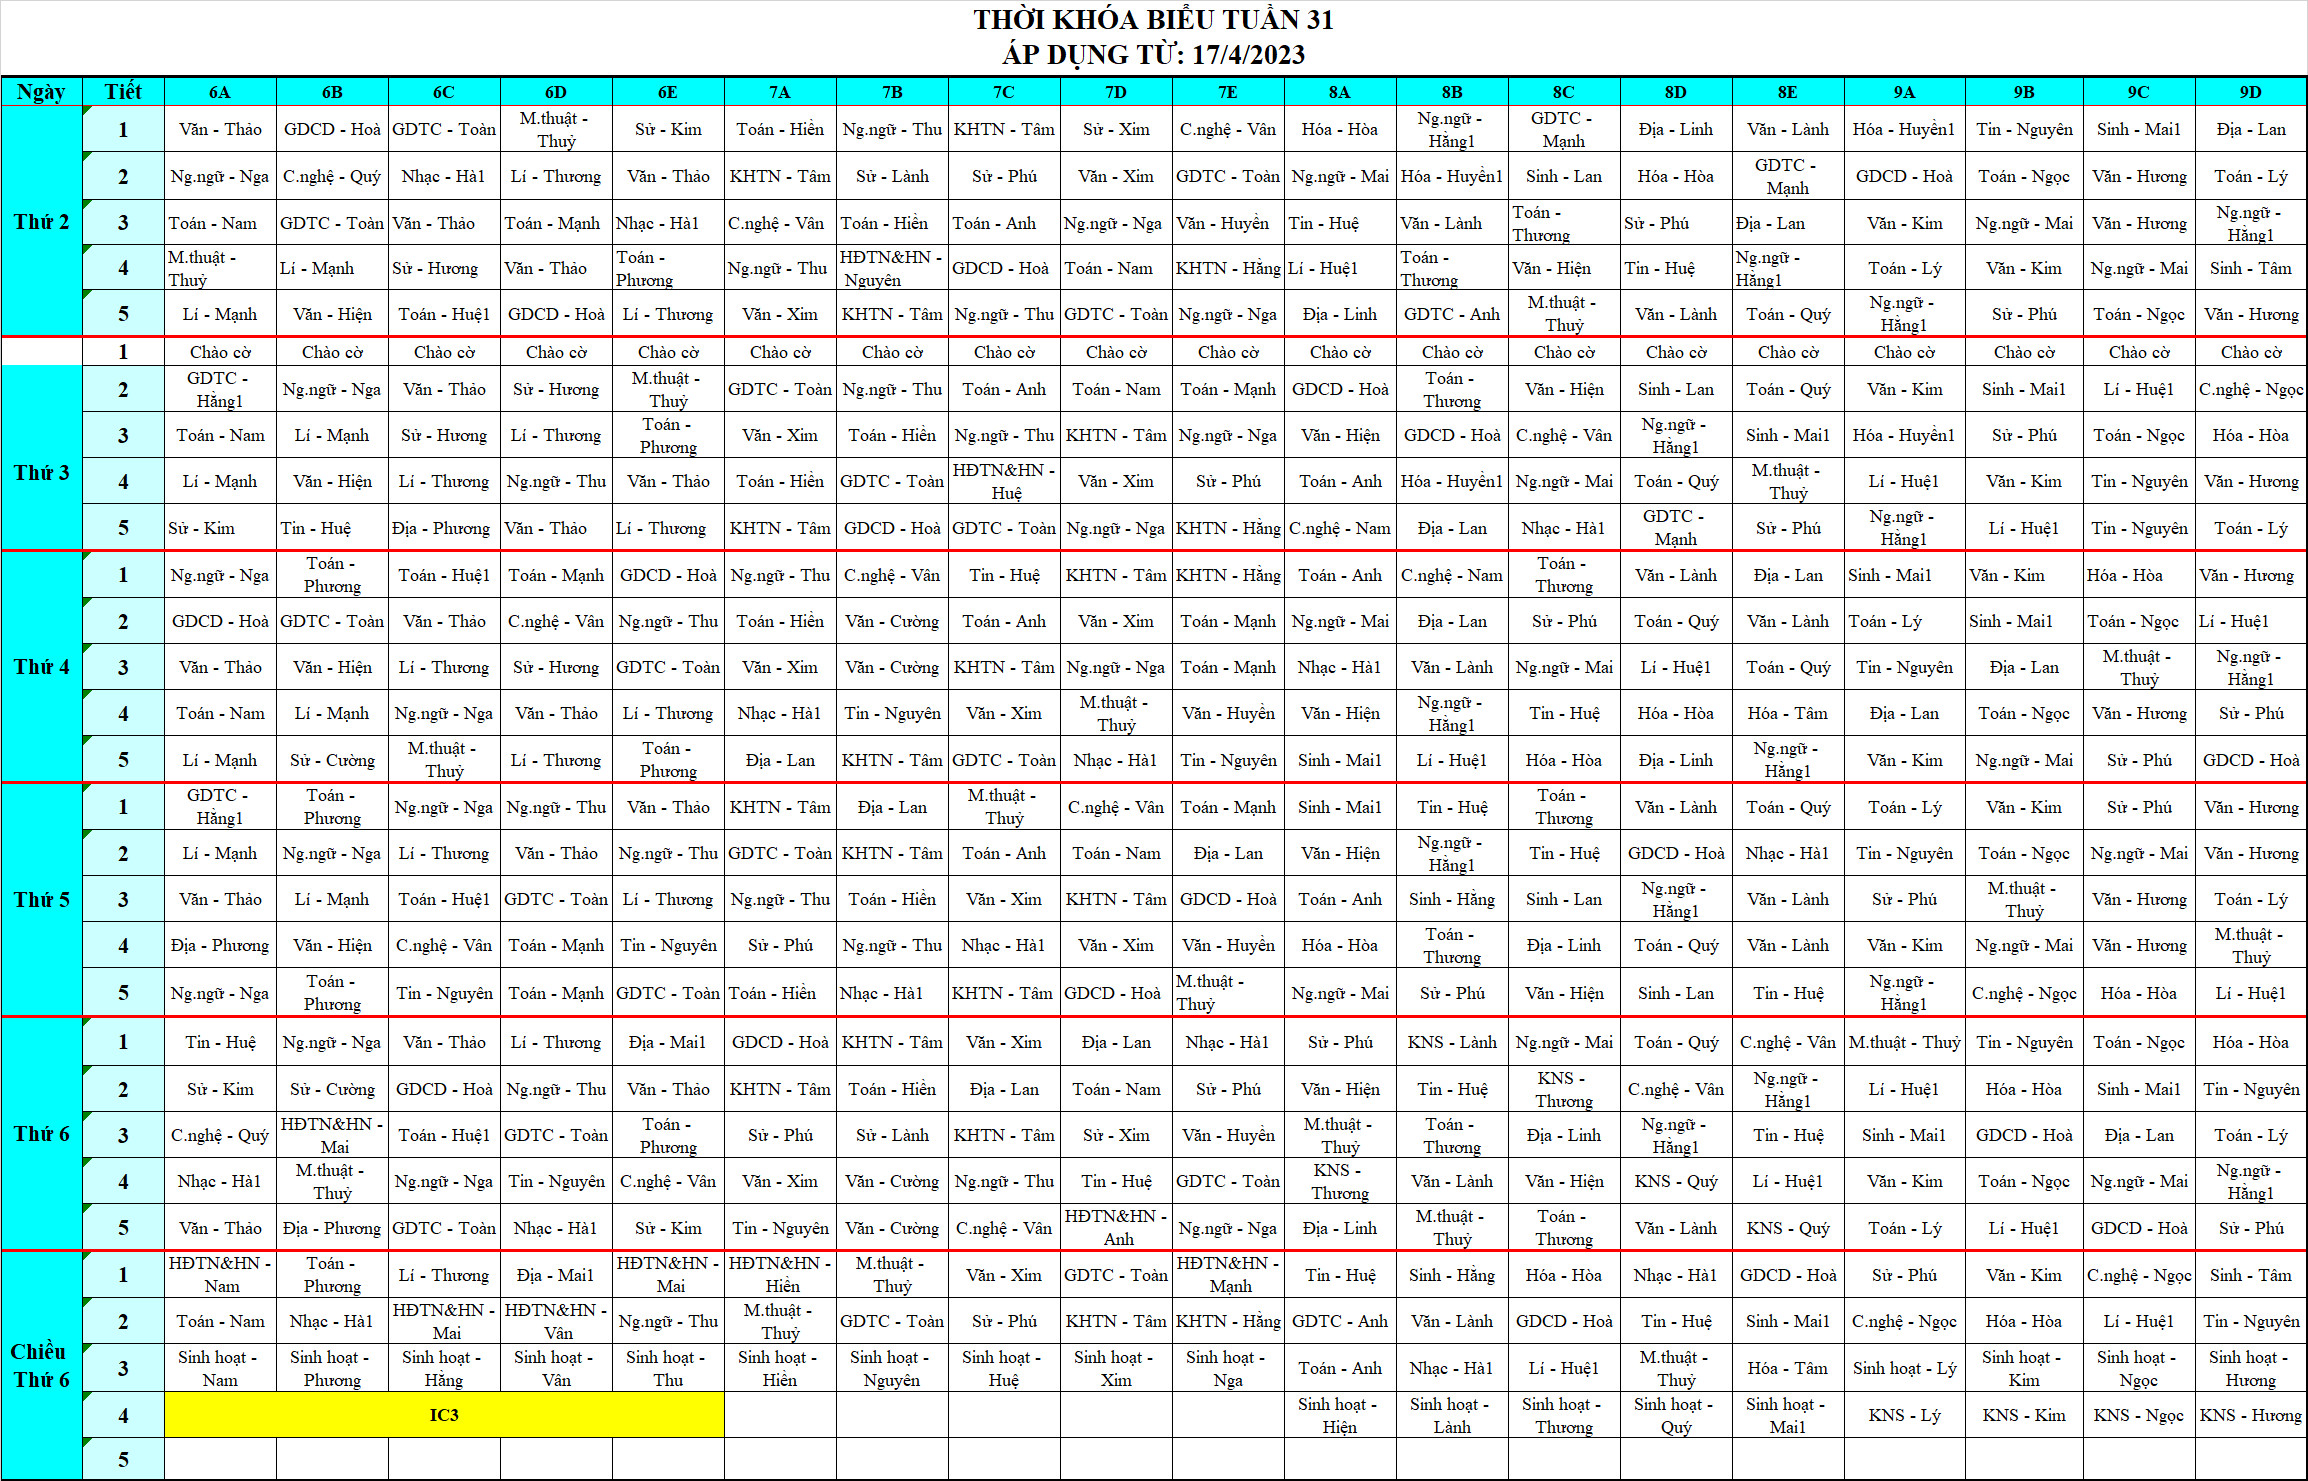 THỜI KHÓA BIỂU TUẦN 31
ÁP DỤNG TỪ: 17/4/2023
Ngày Tiết 6A 6B 6C 6D 6E 7A 7B 7C 7D 7E 8A 8B 8C 8D 8E 9A 9B 9C 9D
Thứ 2
1 Văn - Thảo GDCD - Hoà GDTC - Toàn M.thuật - Thuỷ Sử - Kim Toán - Hiền Ng.ngữ - Thu KHTN - Tâm Sử - Xim C.nghệ - Vân Hóa - Hòa Ng.ngữ - Hằng1 GDTC - Mạnh Địa - Linh Văn - Lành Hóa - Huyền1 Tin - Nguyên Sinh - Mai1 Địa - Lan
2 Ng.ngữ - Nga C.nghệ - Quý Nhạc - Hà1 Lí - Thương Văn - Thảo KHTN - Tâm Sử - Lành Sử - Phú Văn - Xim GDTC - Toàn Ng.ngữ - Mai Hóa - Huyền1 Sinh - Lan Hóa - Hòa GDTC - Mạnh GDCD - Hoà Toán - Ngọc Văn - Hương Toán - Lý
3 Toán - Nam GDTC - Toàn Văn - Thảo Toán - Mạnh Nhạc - Hà1 C.nghệ - Vân Toán - Hiền Toán - Anh Ng.ngữ - Nga Văn - Huyền Tin - Huệ Văn - Lành Toán - Thương Sử - Phú Địa - Lan Văn - Kim Ng.ngữ - Mai Văn - Hương Ng.ngữ - Hằng1
4 M.thuật - Thuỷ Lí - Mạnh Sử - Hương Văn - Thảo Toán - Phương Ng.ngữ - Thu HĐTN&HN - Nguyên GDCD - Hoà Toán - Nam KHTN - Hằng Lí - Huệ1 Toán - Thương Văn - Hiện Tin - Huệ Ng.ngữ - Hằng1 Toán - Lý Văn - Kim Ng.ngữ - Mai Sinh - Tâm
5 Lí - Mạnh Văn - Hiện Toán - Huệ1 GDCD - Hoà Lí - Thương Văn - Xim KHTN - Tâm Ng.ngữ - Thu GDTC - Toàn Ng.ngữ - Nga Địa - Linh GDTC - Anh M.thuật - Thuỷ Văn - Lành Toán - Quý Ng.ngữ - Hằng1 Sử - Phú Toán - Ngọc Văn - Hương
1 Chào cờ Chào cờ Chào cờ Chào cờ Chào cờ Chào cờ Chào cờ Chào cờ Chào cờ Chào cờ Chào cờ Chào cờ Chào cờ Chào cờ Chào cờ Chào cờ Chào cờ Chào cờ Chào cờ
Thứ 3
2 GDTC - Hằng1 Ng.ngữ - Nga Văn - Thảo Sử - Hương M.thuật - Thuỷ GDTC - Toàn Ng.ngữ - Thu Toán - Anh Toán - Nam Toán - Mạnh GDCD - Hoà Toán - Thương Văn - Hiện Sinh - Lan Toán - Quý Văn - Kim Sinh - Mai1 Lí - Huệ1 C.nghệ - Ngọc
3 Toán - Nam Lí - Mạnh Sử - Hương Lí - Thương Toán - Phương Văn - Xim Toán - Hiền Ng.ngữ - Thu KHTN - Tâm Ng.ngữ - Nga Văn - Hiện GDCD - Hoà C.nghệ - Vân Ng.ngữ - Hằng1 Sinh - Mai1 Hóa - Huyền1 Sử - Phú Toán - Ngọc Hóa - Hòa
4 Lí - Mạnh Văn - Hiện Lí - Thương Ng.ngữ - Thu Văn - Thảo Toán - Hiền GDTC - Toàn HĐTN&HN - Huệ Văn - Xim Sử - Phú Toán - Anh Hóa - Huyền1 Ng.ngữ - Mai Toán - Quý M.thuật - Thuỷ Lí - Huệ1 Văn - Kim Tin - Nguyên Văn - Hương
5 Sử - Kim Tin - Huệ Địa - Phương Văn - Thảo Lí - Thương KHTN - Tâm GDCD - Hoà GDTC - Toàn Ng.ngữ - Nga KHTN - Hằng C.nghệ - Nam Địa - Lan Nhạc - Hà1 GDTC - Mạnh Sử - Phú Ng.ngữ - Hằng1 Lí - Huệ1 Tin - Nguyên Toán - Lý
Thứ 4
1 Ng.ngữ - Nga Toán - Phương Toán - Huệ1 Toán - Mạnh GDCD - Hoà Ng.ngữ - Thu C.nghệ - Vân Tin - Huệ KHTN - Tâm KHTN - Hằng Toán - Anh C.nghệ - Nam Toán - Thương Văn - Lành Địa - Lan Sinh - Mai1 Văn - Kim Hóa - Hòa Văn - Hương
2 GDCD - Hoà GDTC - Toàn Văn - Thảo C.nghệ - Vân Ng.ngữ - Thu Toán - Hiền Văn - Cường Toán - Anh Văn - Xim Toán - Mạnh Ng.ngữ - Mai Địa - Lan Sử - Phú Toán - Quý Văn - Lành Toán - Lý Sinh - Mai1 Toán - Ngọc Lí - Huệ1
3 Văn - Thảo Văn - Hiện Lí - Thương Sử - Hương GDTC - Toàn Văn - Xim Văn - Cường KHTN - Tâm Ng.ngữ - Nga Toán - Mạnh Nhạc - Hà1 Văn - Lành Ng.ngữ - Mai Lí - Huệ1 Toán - Quý Tin - Nguyên Địa - Lan M.thuật - Thuỷ Ng.ngữ - Hằng1
4 Toán - Nam Lí - Mạnh Ng.ngữ - Nga Văn - Thảo Lí - Thương Nhạc - Hà1 Tin - Nguyên Văn - Xim M.thuật - Thuỷ Văn - Huyền Văn - Hiện Ng.ngữ - Hằng1 Tin - Huệ Hóa - Hòa Hóa - Tâm Địa - Lan Toán - Ngọc Văn - Hương Sử - Phú
5 Lí - Mạnh Sử - Cường M.thuật - Thuỷ Lí - Thương Toán - Phương Địa - Lan KHTN - Tâm GDTC - Toàn Nhạc - Hà1 Tin - Nguyên Sinh - Mai1 Lí - Huệ1 Hóa - Hòa Địa - Linh Ng.ngữ - Hằng1 Văn - Kim Ng.ngữ - Mai Sử - Phú GDCD - Hoà
Thứ 5
1 GDTC - Hằng1 Toán - Phương Ng.ngữ - Nga Ng.ngữ - Thu Văn - Thảo KHTN - Tâm Địa - Lan M.thuật - Thuỷ C.nghệ - Vân Toán - Mạnh Sinh - Mai1 Tin - Huệ Toán - Thương Văn - Lành Toán - Quý Toán - Lý Văn - Kim Sử - Phú Văn - Hương
2 Lí - Mạnh Ng.ngữ - Nga Lí - Thương Văn - Thảo Ng.ngữ - Thu GDTC - Toàn KHTN - Tâm Toán - Anh Toán - Nam Địa - Lan Văn - Hiện Ng.ngữ - Hằng1 Tin - Huệ GDCD - Hoà Nhạc - Hà1 Tin - Nguyên Toán - Ngọc Ng.ngữ - Mai Văn - Hương
3 Văn - Thảo Lí - Mạnh Toán - Huệ1 GDTC - Toàn Lí - Thương Ng.ngữ - Thu Toán - Hiền Văn - Xim KHTN - Tâm GDCD - Hoà Toán - Anh Sinh - Hằng Sinh - Lan Ng.ngữ - Hằng1 Văn - Lành Sử - Phú M.thuật - Thuỷ Văn - Hương Toán - Lý
4 Địa - Phương Văn - Hiện C.nghệ - Vân Toán - Mạnh Tin - Nguyên Sử - Phú Ng.ngữ - Thu Nhạc - Hà1 Văn - Xim Văn - Huyền Hóa - Hòa Toán - Thương Địa - Linh Toán - Quý Văn - Lành Văn - Kim Ng.ngữ - Mai Văn - Hương M.thuật - Thuỷ
5 Ng.ngữ - Nga Toán - Phương Tin - Nguyên Toán - Mạnh GDTC - Toàn Toán - Hiền Nhạc - Hà1 KHTN - Tâm GDCD - Hoà M.thuật - Thuỷ Ng.ngữ - Mai Sử - Phú Văn - Hiện Sinh - Lan Tin - Huệ Ng.ngữ - Hằng1 C.nghệ - Ngọc Hóa - Hòa Lí - Huệ1
Thứ 6
1 Tin - Huệ Ng.ngữ - Nga Văn - Thảo Lí - Thương Địa - Mai1 GDCD - Hoà KHTN - Tâm Văn - Xim Địa - Lan Nhạc - Hà1 Sử - Phú KNS - Lành Ng.ngữ - Mai Toán - Quý C.nghệ - Vân M.thuật - Thuỷ Tin - Nguyên Toán - Ngọc Hóa - Hòa
2 Sử - Kim Sử - Cường GDCD - Hoà Ng.ngữ - Thu Văn - Thảo KHTN - Tâm Toán - Hiền Địa - Lan Toán - Nam Sử - Phú Văn - Hiện Tin - Huệ KNS - Thương C.nghệ - Vân Ng.ngữ - Hằng1 Lí - Huệ1 Hóa - Hòa Sinh - Mai1 Tin - Nguyên
3 C.nghệ - Quý HĐTN&HN - Mai Toán - Huệ1 GDTC - Toàn Toán - Phương Sử - Phú Sử - Lành KHTN - Tâm Sử - Xim Văn - Huyền M.thuật - Thuỷ Toán - Thương Địa - Linh Ng.ngữ - Hằng1 Tin - Huệ Sinh - Mai1 GDCD - Hoà Địa - Lan Toán - Lý
4 Nhạc - Hà1 M.thuật - Thuỷ Ng.ngữ - Nga Tin - Nguyên C.nghệ - Vân Văn - Xim Văn - Cường Ng.ngữ - Thu Tin - Huệ GDTC - Toàn KNS - Thương Văn - Lành Văn - Hiện KNS - Quý Lí - Huệ1 Văn - Kim Toán - Ngọc Ng.ngữ - Mai Ng.ngữ - Hằng1
5 Văn - Thảo Địa - Phương GDTC - Toàn Nhạc - Hà1 Sử - Kim Tin - Nguyên Văn - Cường C.nghệ - Vân HĐTN&HN - Anh Ng.ngữ - Nga Địa - Linh M.thuật - Thuỷ Toán - Thương Văn - Lành KNS - Quý Toán - Lý Lí - Huệ1 GDCD - Hoà Sử - Phú
Chiều Thứ 6
1 HĐTN&HN - Nam Toán - Phương Lí - Thương Địa - Mai1 HĐTN&HN - Mai HĐTN&HN - Hiền M.thuật - Thuỷ Văn - Xim GDTC - Toàn HĐTN&HN - Mạnh Tin - Huệ Sinh - Hằng Hóa - Hòa Nhạc - Hà1 GDCD - Hoà Sử - Phú Văn - Kim C.nghệ - Ngọc Sinh - Tâm
2 Toán - Nam Nhạc - Hà1 HĐTN&HN - Mai HĐTN&HN - Vân Ng.ngữ - Thu M.thuật - Thuỷ GDTC - Toàn Sử - Phú KHTN - Tâm KHTN - Hằng GDTC - Anh Văn - Lành GDCD - Hoà Tin - Huệ Sinh - Mai1 C.nghệ - Ngọc Hóa - Hòa Lí - Huệ1 Tin - Nguyên
3 Sinh hoạt - Nam Sinh hoạt - Phương Sinh hoạt - Hằng Sinh hoạt - Vân Sinh hoạt - Thu Sinh hoạt - Hiền Sinh hoạt - Nguyên Sinh hoạt - Huệ Sinh hoạt - Xim Sinh hoạt - Nga Toán - Anh Nhạc - Hà1 Lí - Huệ1 M.thuật - Thuỷ Hóa - Tâm Sinh hoạt - Lý Sinh hoạt - Kim Sinh hoạt - Ngọc Sinh hoạt - Hương
4 IC3 Sinh hoạt - Hiện Sinh hoạt - Lành Sinh hoạt - Thương Sinh hoạt - Quý Sinh hoạt - Mai1 KNS - Lý KNS - Kim KNS - Ngọc KNS - Hương
5